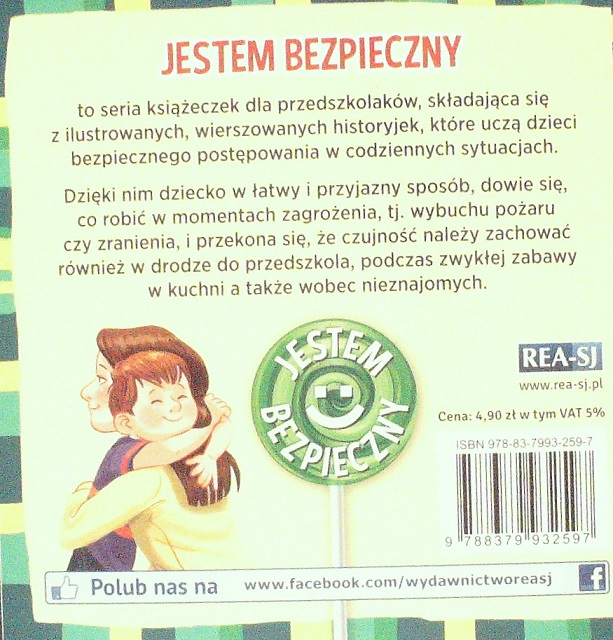 JESTEM BEZPIECZNY
to seria książeczek dla przedszkolaków, składająca się
z ilustrowanych, wierszowanych historyjek, które uczą dzieci
bezpiecznego postępowania w codziennych sytuacjach.
Dzięki nim dziecko w łatwy i przyjazny sposób, dowie się,
co robić w momentach zagrożenia, tj. wybuchu pożaru
czy zranienia, i przekona się, że czujność należy zachować
również w drodze do przedszkola, podczas zwykłej zabawy
w kuchni a także wobec nieznajomych.
JESTEM
BEZPIECZNY
REA-SJ
www.rea-sj.pl
Cena: 4,90 zł w tym VAT 5%
ISBN 978-83-7993-259-7
9 788379 932597
Polub nas na www.facebook.com/wydawnictworeasj f